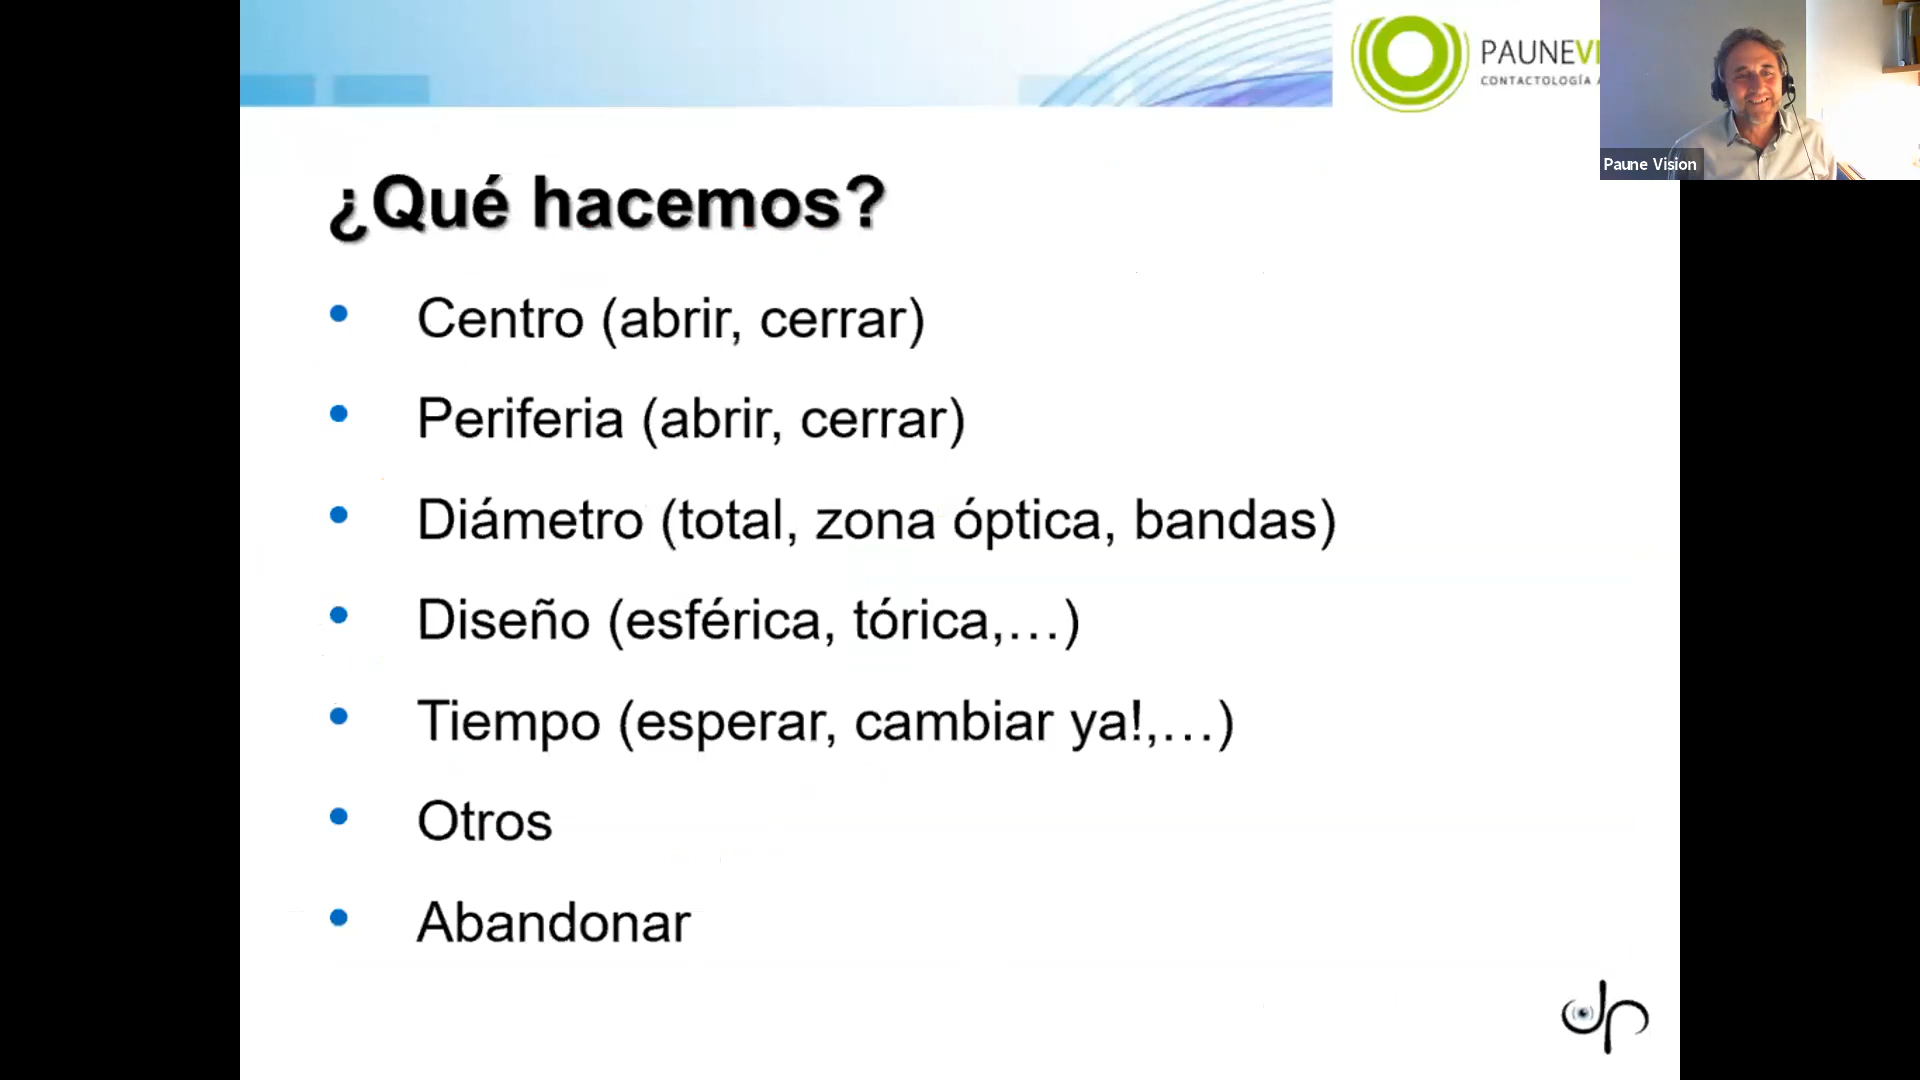 PAUNEVI
CONTACTOLOGÍA
Paune Vision
¿Qué hacemos?
• Centro (abrir, cerrar)
• Periferia (abrir, cerrar)
• Diámetro (total, zona óptica, bandas)
• Diseño (esférica, tórica,…)
• Tiempo (esperar, cambiar ya!,…)
• Otros
• Abandonar